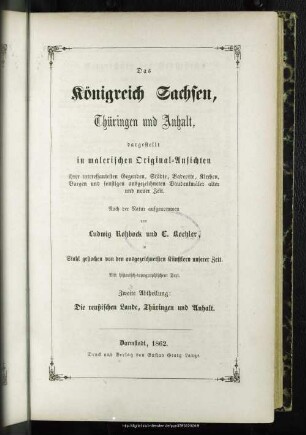 Das
Königreich Sachsen,
Thüringen und Anhalt,
dargestellt
in malerischen Original-Ansichten
ihrer interessantesten Gegenden, Städte, Badeorte, Kirchen,
Burgen und sonstigen ausgezeichneten Baudenkmäler alter
und neuer Zeit.
Nach der Natur aufgenommen
von
Ludwig Rohbock und C. Koehler,
in
Stahl gestochen von den ausgezeichnetsten Künstlern unserer Zeit.
Mit historisch-topographischem Text.
Zweite Abtheilung:
Die reußischen Lande, Thüringen und Anhalt.
Darmstadt, 1862.
Druck und Verlag von Gustav Georg Lange.